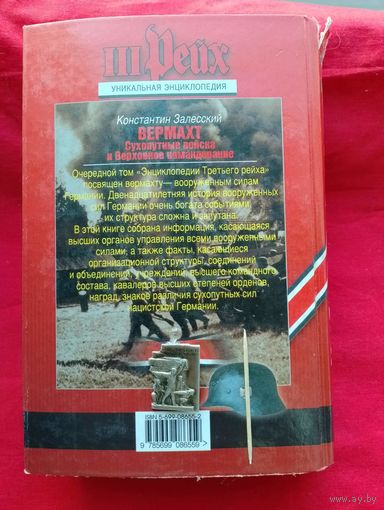 III Рейх
УНИКАЛЬНАЯ ЭНЦИКЛОПЕДИЯ
Константин Залесский
ВЕРМАХТ
Сухопутные войска
и Верховное командование
Очередной том «Энциклопедии Третьего рейха»
посвящен вермахту — вооруженным силам
Германии. Двенадцатилетняя история вооруженных
сил Германии очень богата событиями,
их структура сложна и запутана.
В этой книге собрана информация, касающаяся
высших органов управления всеми вооруженными
силами, а также факты, касающиеся
организационной структуры, соединений
и объединений, учреждений, высшего командного
состава, кавалеров высших степеней орденов,
наград, знаков различия сухопутных сил
нацистской Германии.
ISBN 5-699-08655-2
9 785699 086559 >
www.ay.by